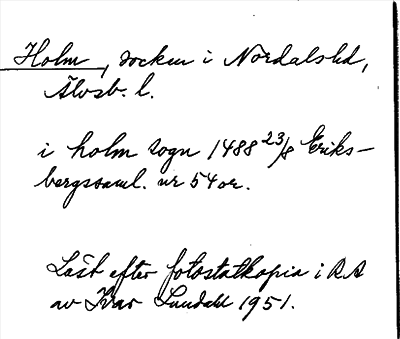 Holm, socken i Nordalshd,
Älvsb. l.
i holm sogn 1488 23/8 Eriks-
bergssaml. nr 54 or.
Läst efter fotostatkopia i RA
av Ivar Lundahl 1951.